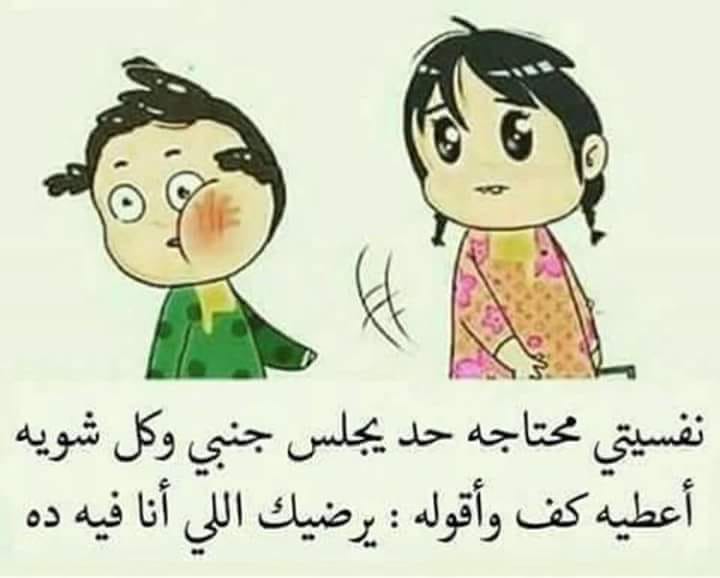 نفسيتي محتاجه حد يجلس جنبي وكل شويه
أعطيه كف وأقوله : يرضيك اللي أنا فيه ده